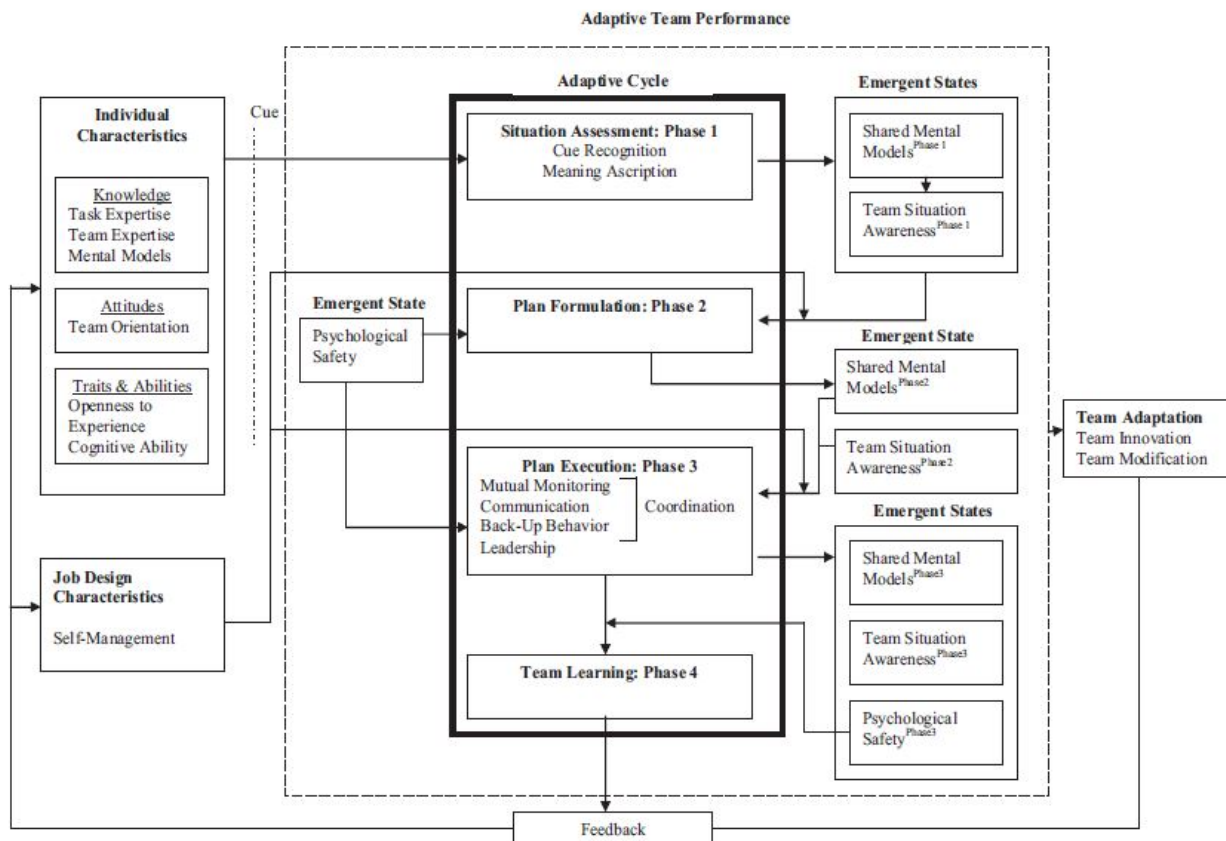 Adaptive Team Performance
Individual
Characteristics
Knowledge
Task Expertise
Team Expertise
Mental Models
Attitudes
Team Orientation
Traits & Abilities
Openness to
Experience
Cognitive Ability
Job Design
Characteristics
Self-Management
Cue
Emergent State
Psychological
Safety
Adaptive Cycle
Situation Assessment: Phase 1
Cue Recognition
Meaning Ascription
Plan Formulation: Phase 2
Plan Execution: Phase 3
Mutual Monitoring
Communication
Back-Up Behavior
Leadership
Coordination
Team Learning: Phase 4
Emergent States
Shared Mental
Models Phase 1
Team Situation
Awareness Phase 1
Emergent State
Shared Mental
Models Phase2
Team Situation
Awareness Phase2
Emergent States
Shared Mental
Models Phase3
Team Situation
Awareness Phase3
Psychological
Safety Phase3
Team Adaptation
Team Innovation
Team Modification
Feedback